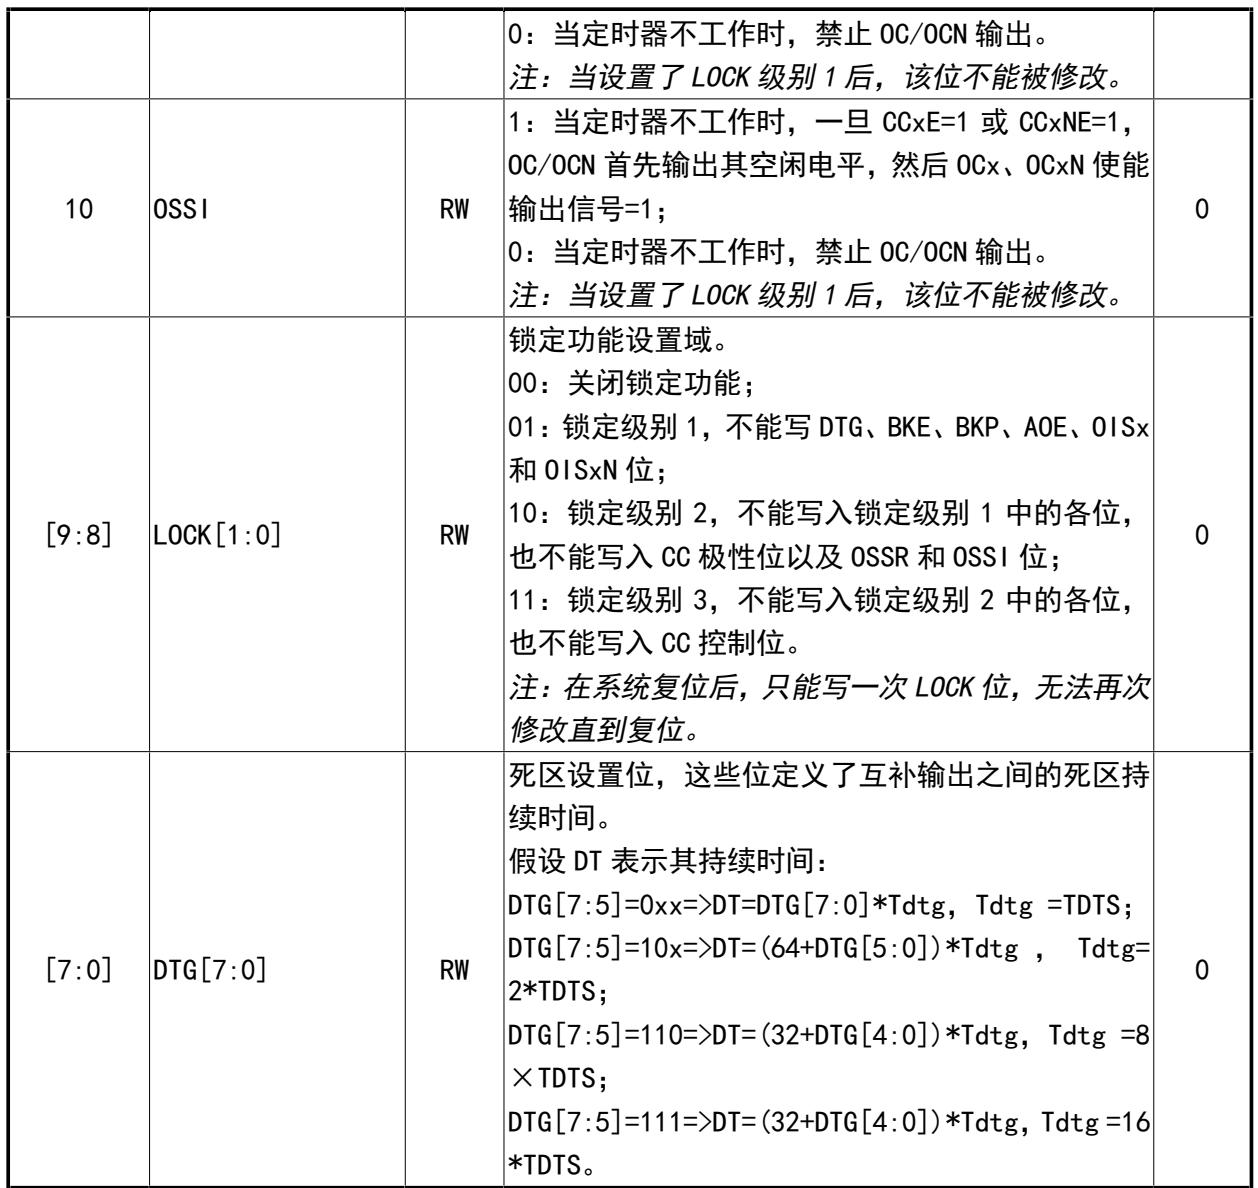 0：当定时器不工作时，禁止 OC/OCN 输出。
注：当设置了 LOCK 级别 1 后，该位不能被修改。
10
OSSI
RW
1：当定时器不工作时，一旦 CCxE=1 或 CCxNE=1，
OC/OCN 首先输出其空闲电平，然后 OCx、OCxN 使能
输出信号=1；
0：当定时器不工作时，禁止 OC/OCN 输出。
注：当设置了 LOCK 级别 1 后，该位不能被修改。
0
[9:8]
LOCK[1:0]
RW
锁定功能设置域。
00：关闭锁定功能；
01：锁定级别 1，不能写 DTG、BKE、BKP、AOE、OISx
和 OISxN 位；
10：锁定级别 2，不能写入锁定级别 1 中的各位，
也不能写入 CC 极性位以及 OSSR 和 OSSI 位；
11：锁定级别 3，不能写入锁定级别 2 中的各位，
也不能写入 CC 控制位。
注：在系统复位后，只能写一次 LOCK 位，无法再次
修改直到复位。
0
[7:0]
DTG[7:0]
RW
死区设置位，这些位定义了互补输出之间的死区持
续时间。
假设 DT 表示其持续时间：
DTG[7:5]=0xx=>DT=DTG[7:0]*Tdtg，Tdtg =TDTS；
DTG[7:5]=10x=>DT=(64+DTG[5:0])*Tdtg ， Tdtg=
2*TDTS；
DTG[7:5]=110=>DT=(32+DTG[4:0])*Tdtg，Tdtg =8
×TDTS；
DTG[7:5]=111=>DT=(32+DTG[4:0])*Tdtg，Tdtg =16
*TDTS。
0